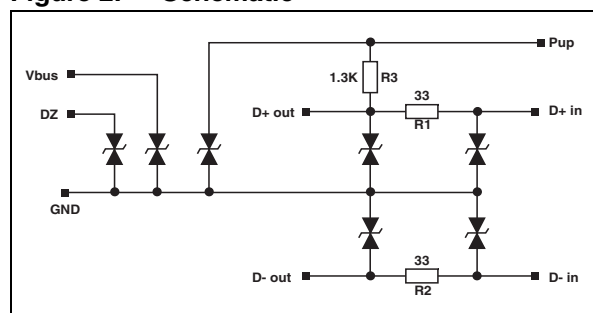 Figure 2. Schematic
Pup
Vbus
1.3K
R3
DZ
33
D+ out
D+ in
R1
GND
33
D- out
D- in
R2